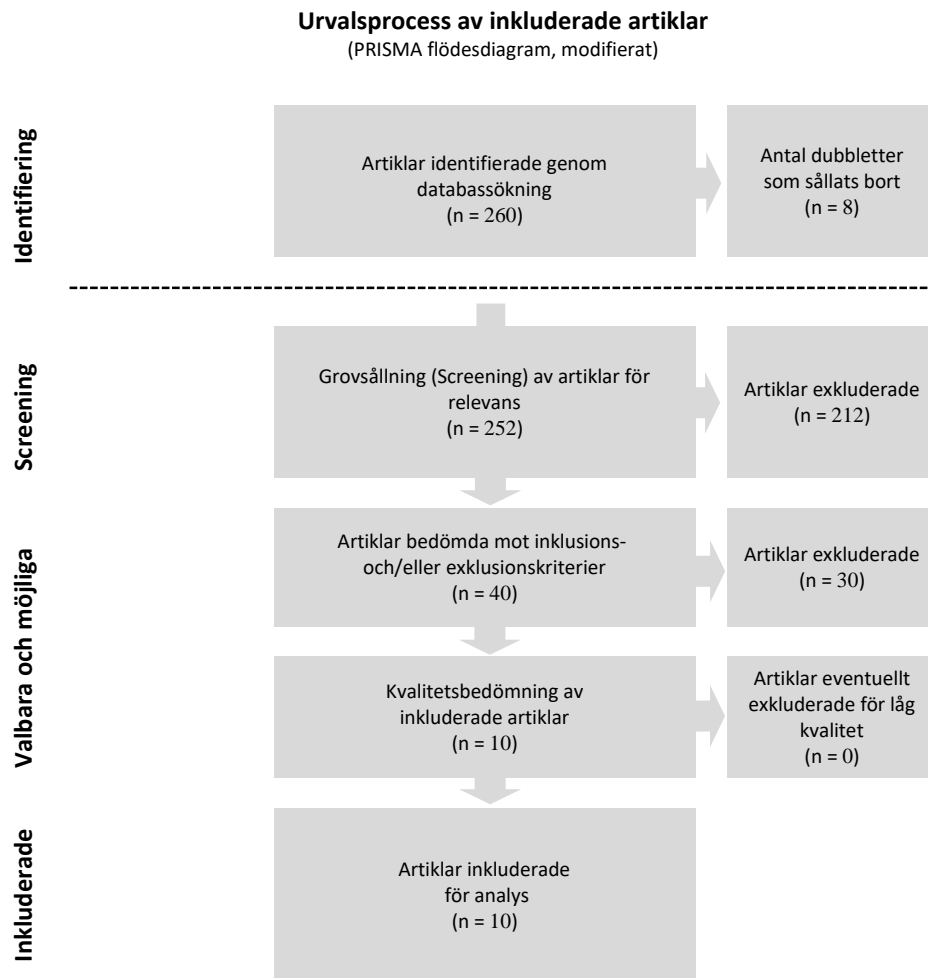 Urvalsprocess av inkluderade artiklar
(PRISMA flödesdiagram, modifierat)
Identifiering
Artiklar identifierade genom
databassökning
(n = 260)
Antal dubbletter
som sållats bort
(n = 8)
Screening
Grovsållning (Screening) av artiklar för
relevans
(n = 252)
Artiklar exkluderade
(n = 212)
Valbara och möjliga
Artiklar bedömda mot inklusions-
och/eller exklusionskriterier
(n = 40)
Artiklar exkluderade
(n = 30)
Kvalitetsbedömning av
inkluderade artiklar
(n = 10)
Artiklar eventuellt
exkluderade för låg
kvalitet
(n = 0)
Inkluderade
Artiklar inkluderade
för analys
(n = 10)